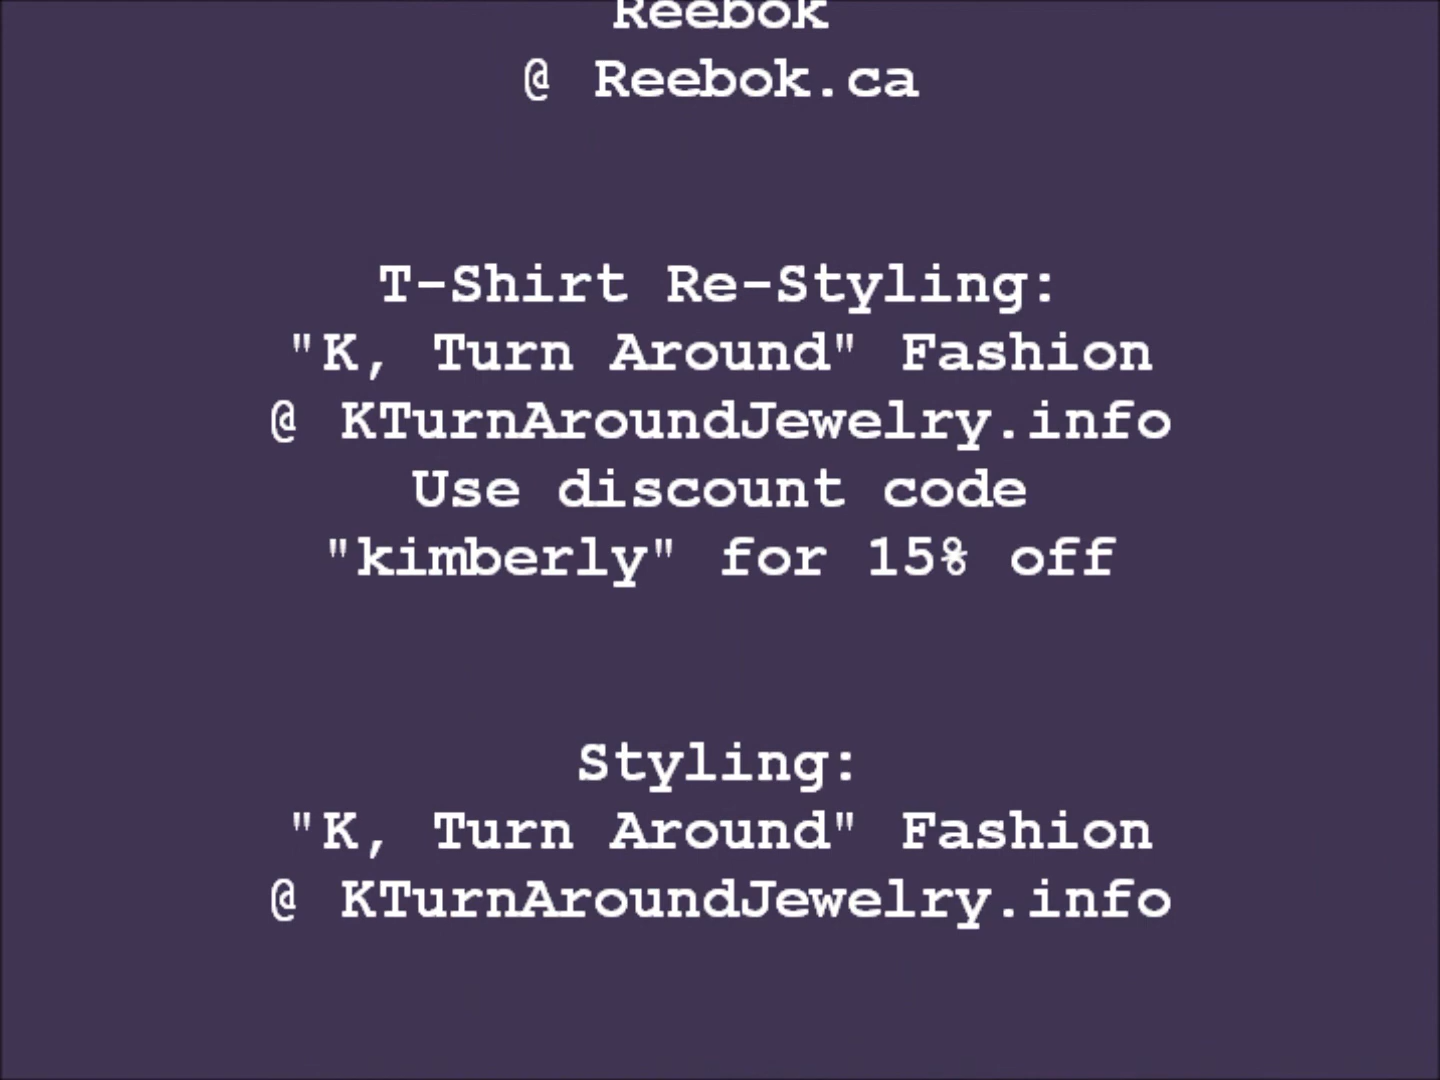 Reebok
@ Reebok.ca
T-Shirt Re-Styling:
"K, Turn Around" Fashion
@ KTurnAroundJewelry.info
Use discount code
"kimberly" for 15% off
Styling:
"K, Turn Around" Fashion
@ KTurnAroundJewelry.info